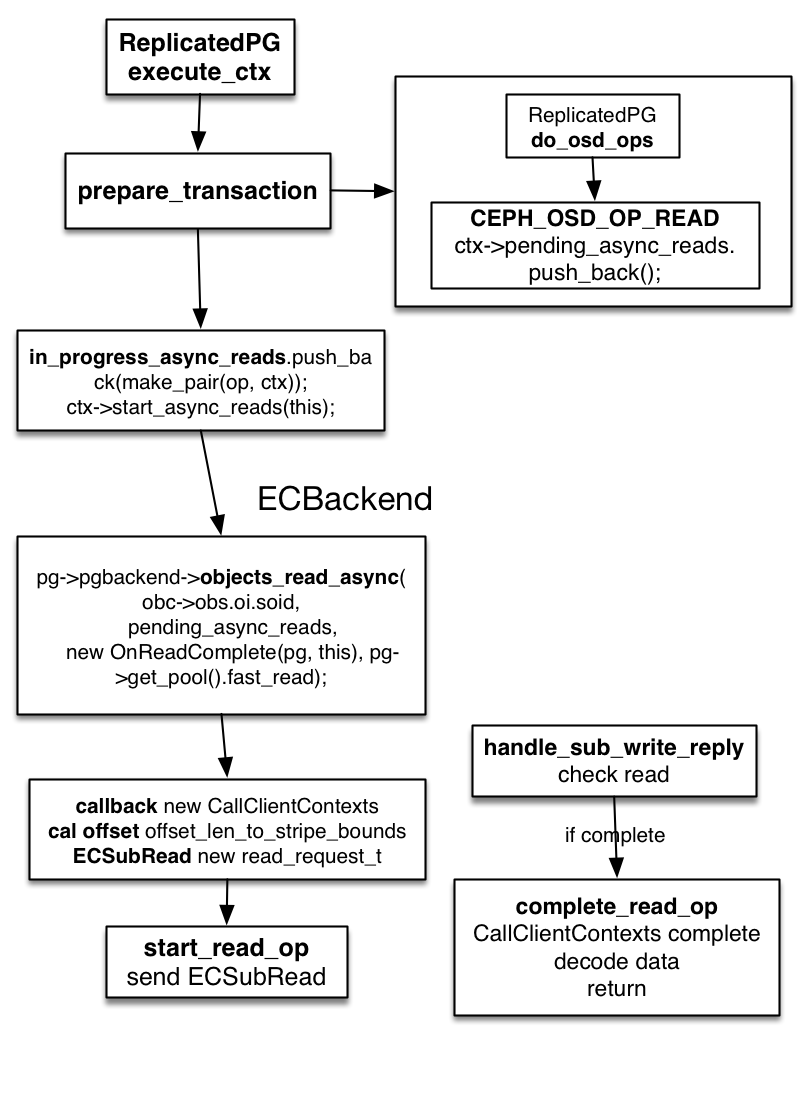 ReplicatedPG
execute_ctx
prepare_transaction
ReplicatedPG
do_osd_ops
CEPH_OSD_OP_READ
ctx->pending_async_reads.
push_back();
in_progress_async_reads.push_ba
ck(make_pair(op, ctx));
ctx->start_async_reads(this);
ECBackend
pg->pgbackend->objects_read_async(
obc->obs.oi.soid,
pending_async_reads,
new OnReadComplete(pg, this), pg-
>get_pool().fast_read);
callback new CallClientContexts
cal offset offset_len_to_stripe_bounds
ECSubRead new read_request_t
start_read_op
send ECSubRead
handle_sub_write_reply
check read
if complete
complete_read_op
CallClientContexts complete
decode data
return